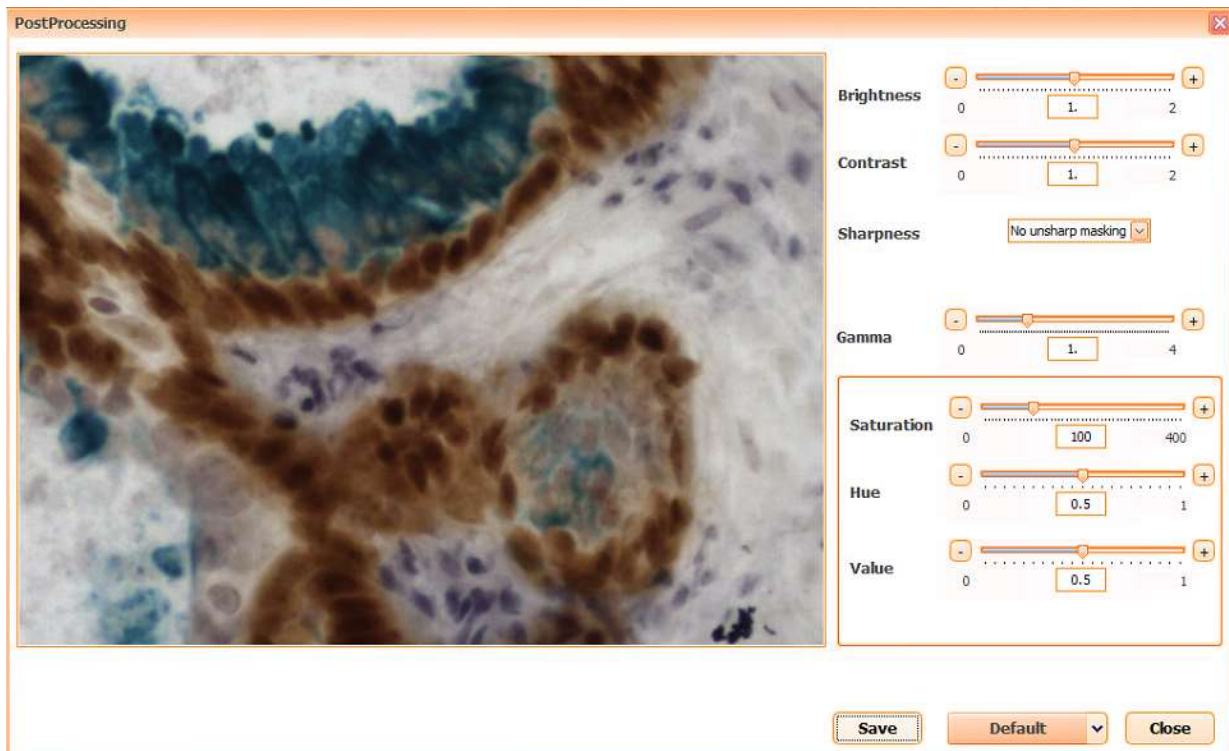 PostProcessing
Brightness
- +
0 1. 2
Contrast
- +
0 1. 2
Sharpness No unsharp masking
Gamma
- +
0 1. 4
Saturation
- +
0 100 400
Hue
- +
0 0.5 1
Value
- +
0 0.5 1
Save Default Close